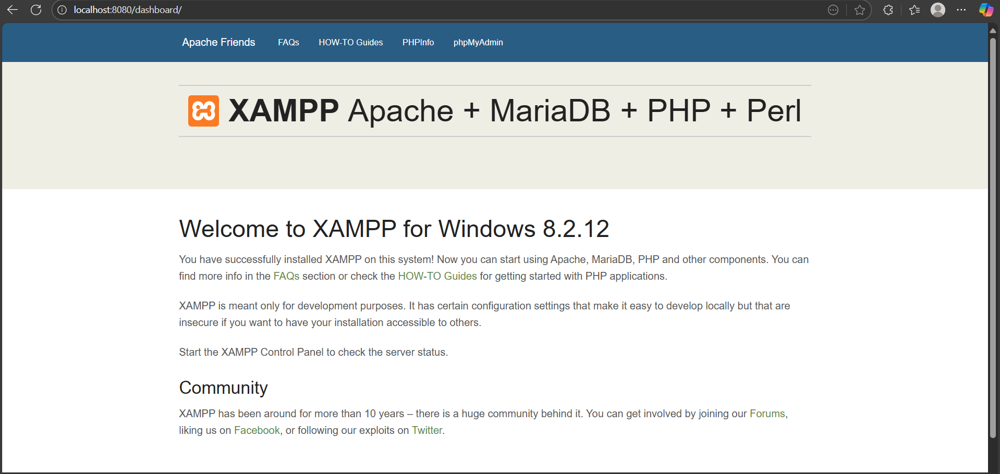 localhost:8080/dashboard/
Apache Friends FAQs HOW-TO Guides PHPInfo phpMyAdmin
XAMPP Apache + MariaDB + PHP + Perl
Welcome to XAMPP for Windows 8.2.12
You have successfully installed XAMPP on this system! Now you can start using Apache, MariaDB, PHP and other components. You can
find more info in the FAQs section or check the HOW-TO Guides for getting started with PHP applications.
XAMPP is meant only for development purposes. It has certain configuration settings that make it easy to develop locally but that are
insecure if you want to have your installation accessible to others.
Start the XAMPP Control Panel to check the server status.
Community
XAMPP has been around for more than 10 years – there is a huge community behind it. You can get involved by joining our Forums,
liking us on Facebook, or following our exploits on Twitter.